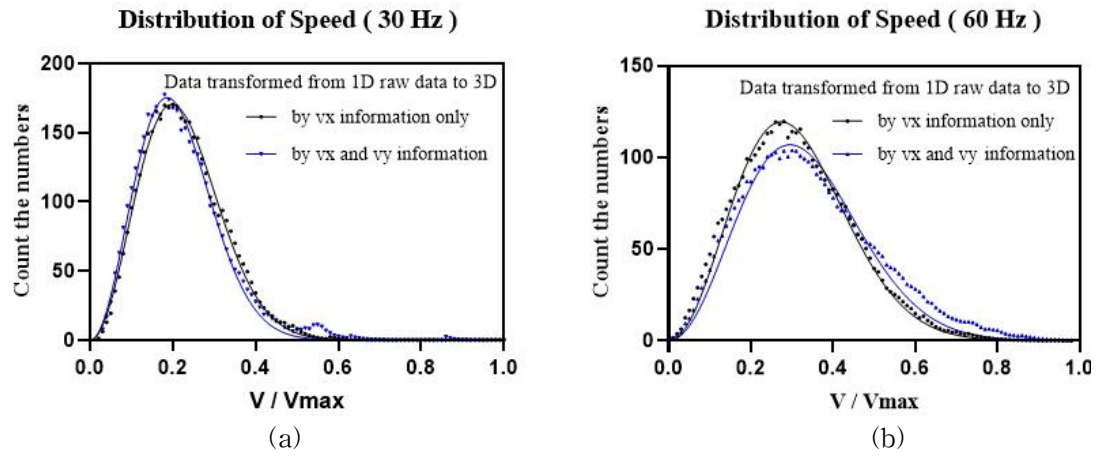 Distribution of Speed ( 30 Hz )
Count the numbers
200
150
100
50
0
Data transformed from 1D raw data to 3D
by vx information only
by vx and vy information
0.0 0.2 0.4 0.6 0.8 1.0
V / Vmax
(a)
Distribution of Speed ( 60 Hz )
Count the numbers
150
100
50
0
Data transformed from 1D raw data to 3D
by vx information only
by vx and vy information
0.0 0.2 0.4 0.6 0.8 1.0
V / Vmax
(b)